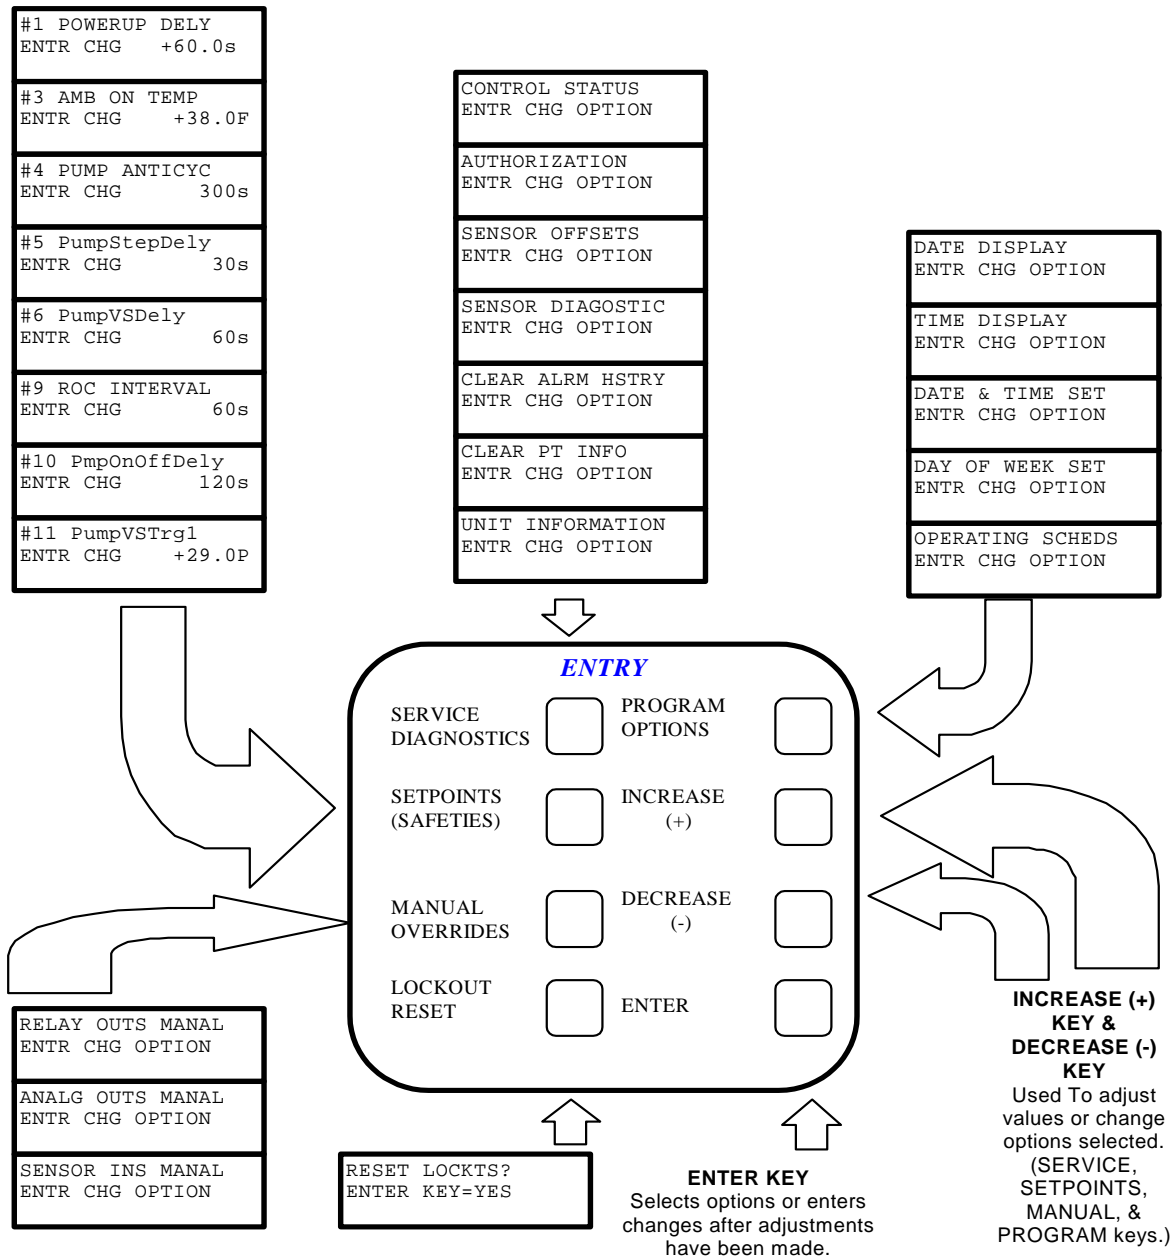 #1 POWERUP DELY
ENTR CHG +60.0s
#3 AMB ON TEMP
ENTR CHG +38.0F
#4 PUMP ANTICYC
ENTR CHG 300s
#5 PumpStepDely
ENTR CHG 30s
#6 PumpVSDely
ENTR CHG 60s
#9 ROC INTERVAL
ENTR CHG 60s
#10 PmpOnOffDely
ENTR CHG 120s
#11 PumpVSTrg1
ENTR CHG +29.0P
CONTROL STATUS
ENTR CHG OPTION
AUTHORIZATION
ENTR CHG OPTION
SENSOR OFFSETS
ENTR CHG OPTION
SENSOR DIAGOSTIC
ENTR CHG OPTION
CLEAR ALRM HSTRY
ENTR CHG OPTION
CLEAR PT INFO
ENTR CHG OPTION
UNIT INFORMATION
ENTR CHG OPTION
DATE DISPLAY
ENTR CHG OPTION
TIME DISPLAY
ENTR CHG OPTION
DATE & TIME SET
ENTR CHG OPTION
DAY OF WEEK SET
ENTR CHG OPTION
OPERATING SCHEDS
ENTR CHG OPTION
ENTRY
SERVICE
DIAGNOSTICS
PROGRAM
OPTIONS
SETPOINTS
(SAFETIES)
INCREASE
(+)
MANUAL
OVERRIDES
DECREASE
(-)
LOCKOUT
RESET
ENTER
RELAY OUTS MANAL
ENTR CHG OPTION
ANALG OUTS MANAL
ENTR CHG OPTION
SENSOR INS MANAL
ENTR CHG OPTION
RESET LOCKTS?
ENTER KEY=YES
ENTER KEY
Selects options or enters
changes after adjustments
have been made.
INCREASE (+)
KEY &
DECREASE (-)
KEY
Used To adjust
values or change
options selected.
(SERVICE,
SETPOINTS,
MANUAL, &
PROGRAM keys.)